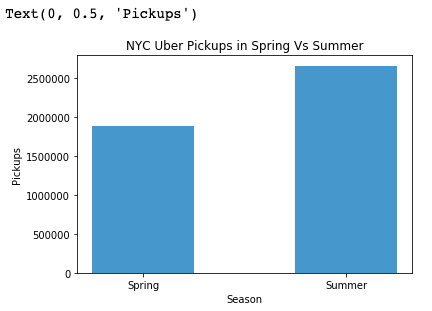 Text(0, 0.5, 'Pickups')
NYC Uber Pickups in Spring Vs Summer
2500000
2000000
1500000
1000000
500000
0
Pickups
Spring
Summer
Season